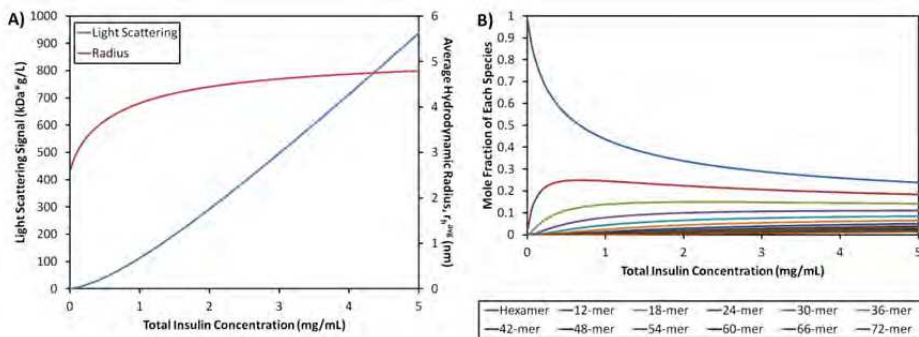 A)
Light Scattering
Radius
Light Scattering Signal (kDa*g/L)
1000
900
800
700
600
500
400
300
200
100
0
Average Hydrodynamic Radius, rₕᵃᵛᵍ (nm)
6
5
4
3
2
1
0
0 1 2 3 4 5
Total Insulin Concentration (mg/mL)
B)
Mole Fraction of Each Species
1
0.9
0.8
0.7
0.6
0.5
0.4
0.3
0.2
0.1
0
0 1 2 3 4 5
Total Insulin Concentration (mg/mL)
Hexamer 12-mer 18-mer 24-mer 30-mer 36-mer
42-mer 48-mer 54-mer 60-mer 66-mer 72-mer